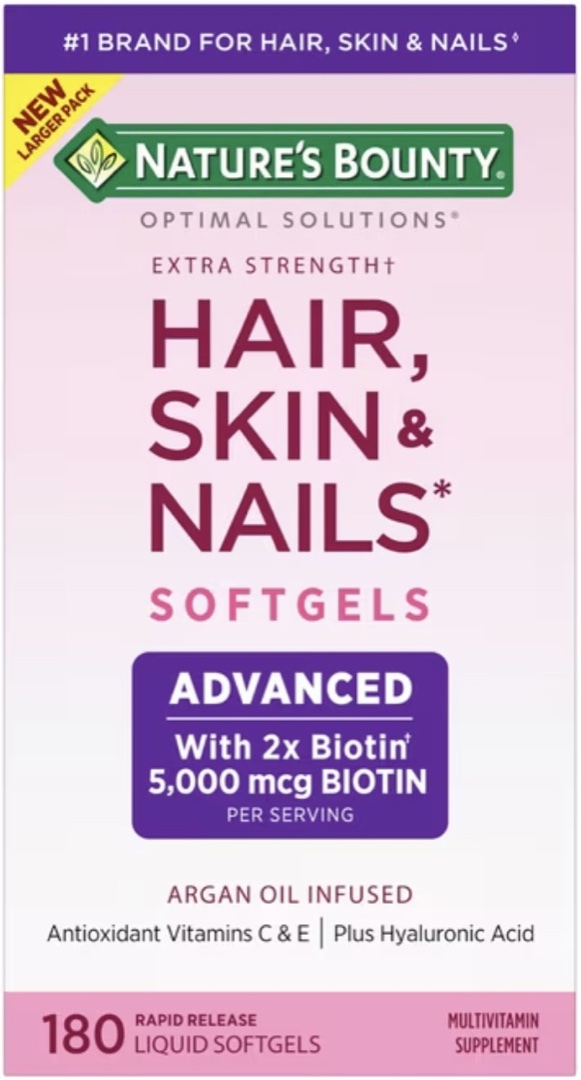 #1 BRAND FOR HAIR, SKIN & NAILS◊
NEW
LARGER PACK
NATURE'S BOUNTY®
OPTIMAL SOLUTIONS®
EXTRA STRENGTH†
HAIR,
SKIN &
NAILS*
SOFTGELS
ADVANCED
With 2x Biotin†
5,000 mcg BIOTIN
PER SERVING
ARGAN OIL INFUSED
Antioxidant Vitamins C & E | Plus Hyaluronic Acid
180 RAPID RELEASE
LIQUID SOFTGELS
MULTIVITAMIN
SUPPLEMENT